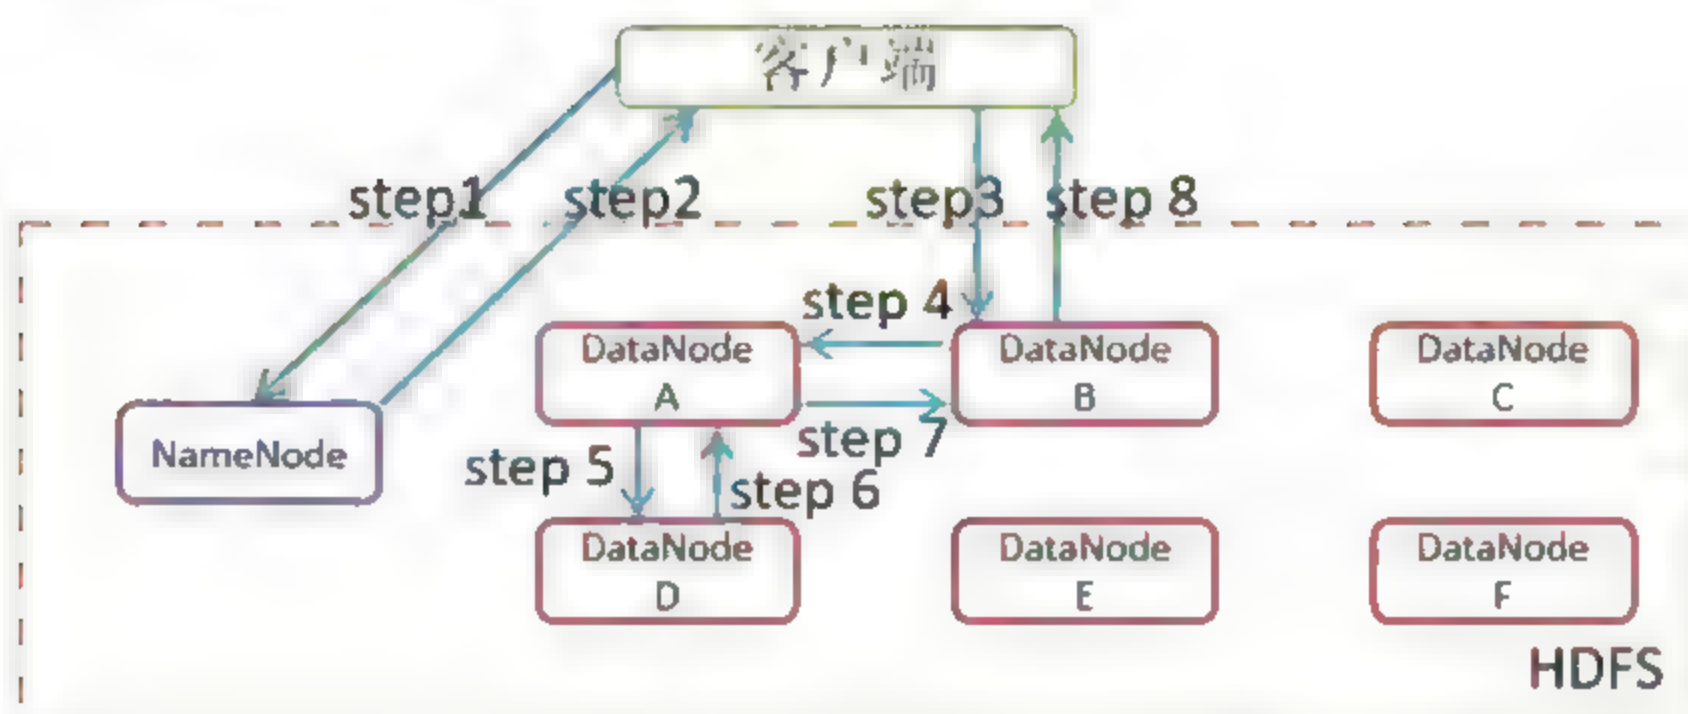 客户端
step1
step2
step3
step 8
step 4
DataNode
A
DataNode
B
DataNode
C
NameNode
step 7
step 5
step 6
DataNode
D
DataNode
E
DataNode
F
HDFS